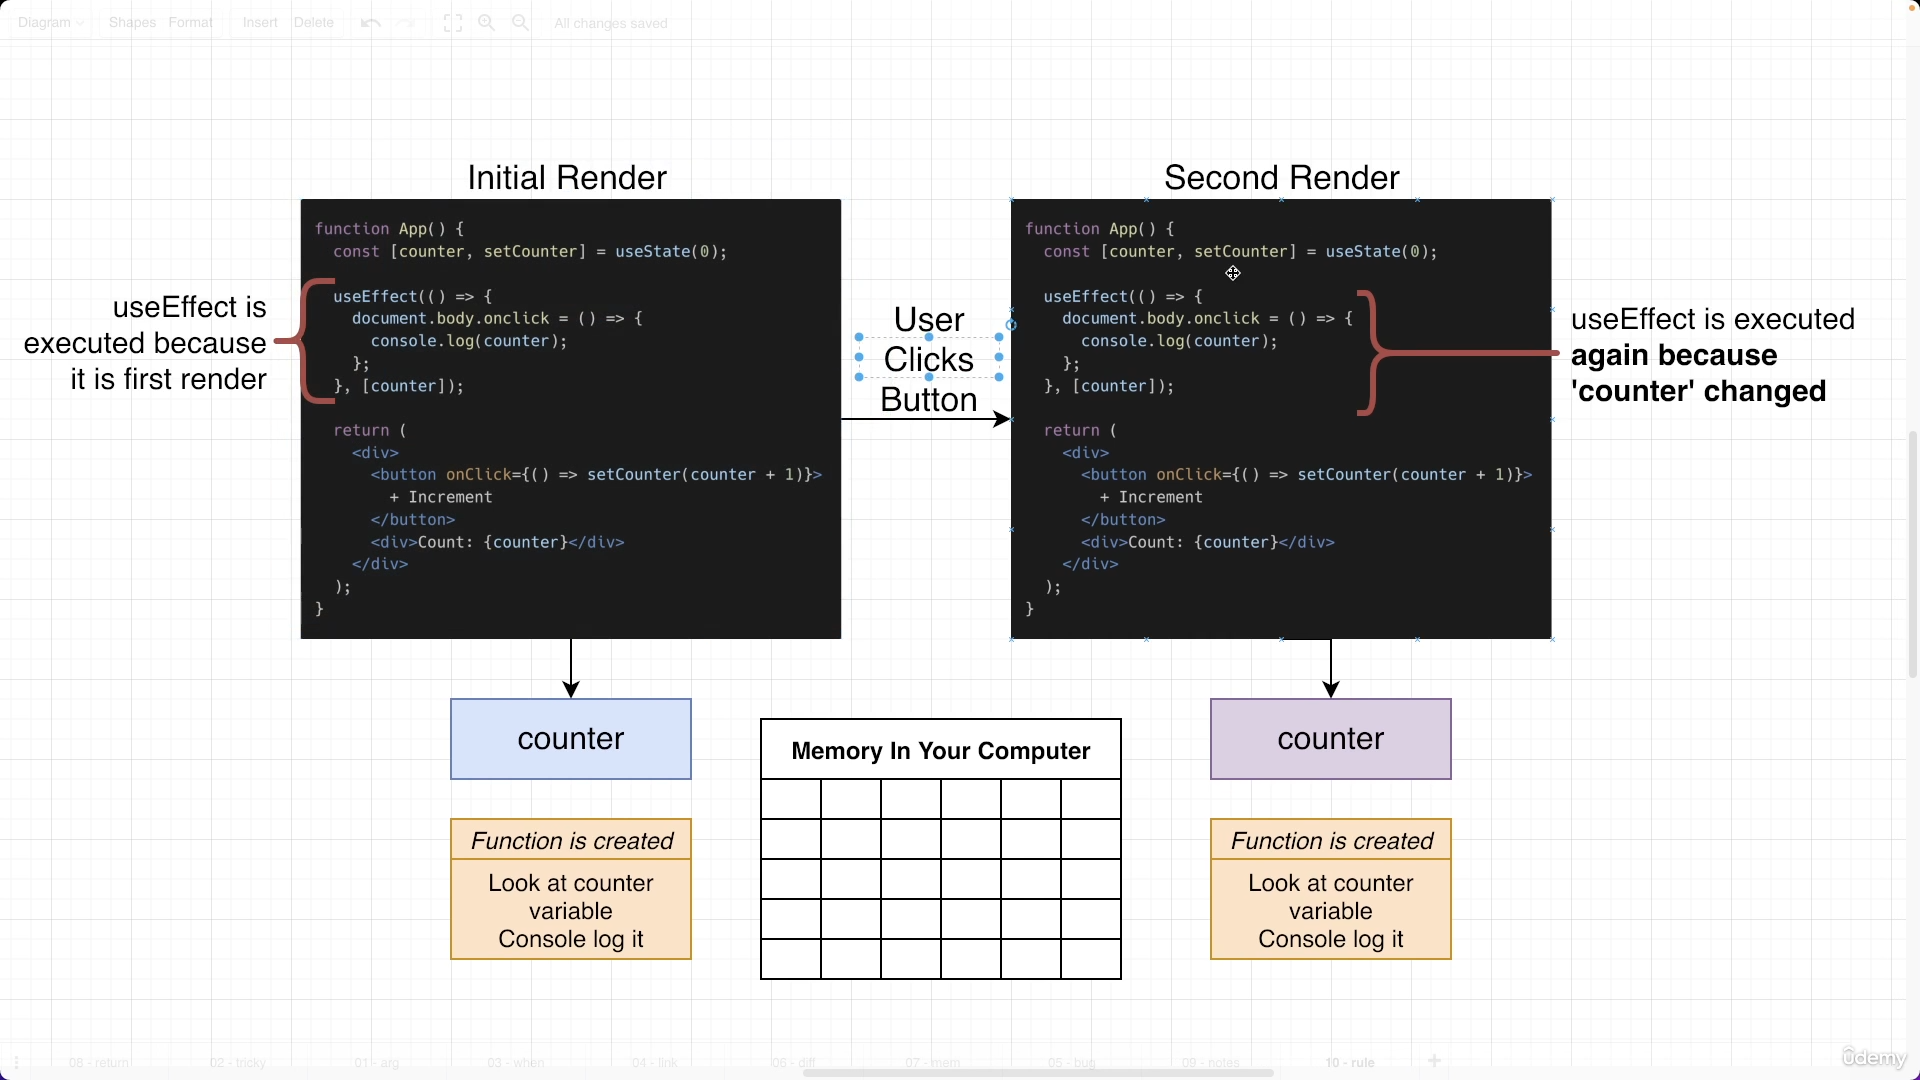 Diagram
Shapes
Format
Insert
Delete
All changes saved
Initial Render
function App() {
const [counter, setCounter] = useState(0);
useEffect(() => {
document.body.onclick = () => {
console.log(counter);
};
}, [counter]);
return (
<div>
<button onClick={() => setCounter(counter + 1)}>
+ Increment
</button>
<div>Count: {counter}</div>
</div>
);
}
useEffect is
executed because
it is first render
User
Clicks
Button
Second Render
function App() {
const [counter, setCounter] = useState(0);
useEffect(() => {
document.body.onclick = () => {
console.log(counter);
};
}, [counter]);
return (
<div>
<button onClick={() => setCounter(counter + 1)}>
+ Increment
</button>
<div>Count: {counter}</div>
</div>
);
}
useEffect is executed
again because
'counter' changed
counter
Function is created
Look at counter
variable
Console log it
Memory In Your Computer
counter
Function is created
Look at counter
variable
Console log it
08 - return
02 - tricky
01 - arg
03 - when
04 - link
06 - diff
07 - mem
05 - bug
09 - notes
10 - rule
ûdemy